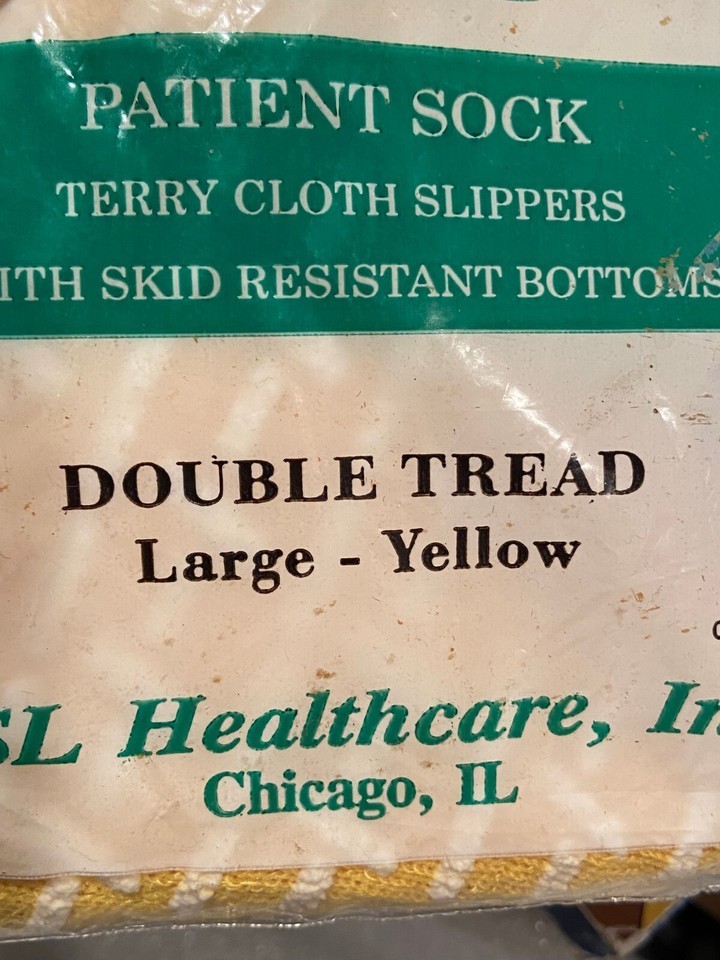 PATIENT SOCK
TERRY CLOTH SLIPPERS
ITH SKID RESISTANT BOTTOMS
DOUBLE TREAD
Large - Yellow
SL Healthcare, In
Chicago, IL